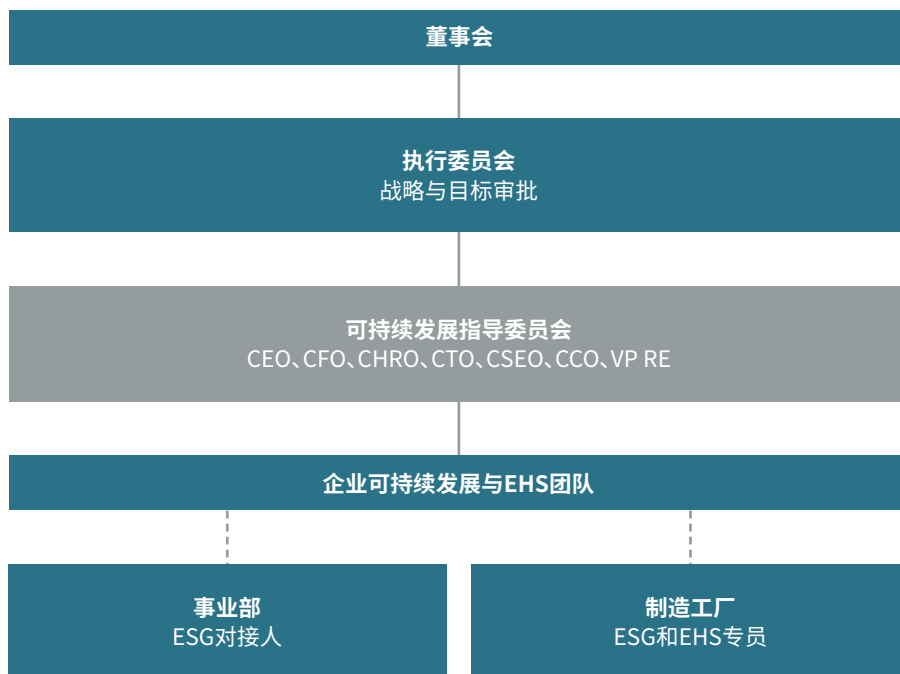 董事会
执行委员会
战略与目标审批
可持续发展指导委员会
CEO、CFO、CHRO、CTO、CSEO、CCO、VP RE
企业可持续发展与EHS团队
事业部
ESG对接人
制造工厂
ESG和EHS专员